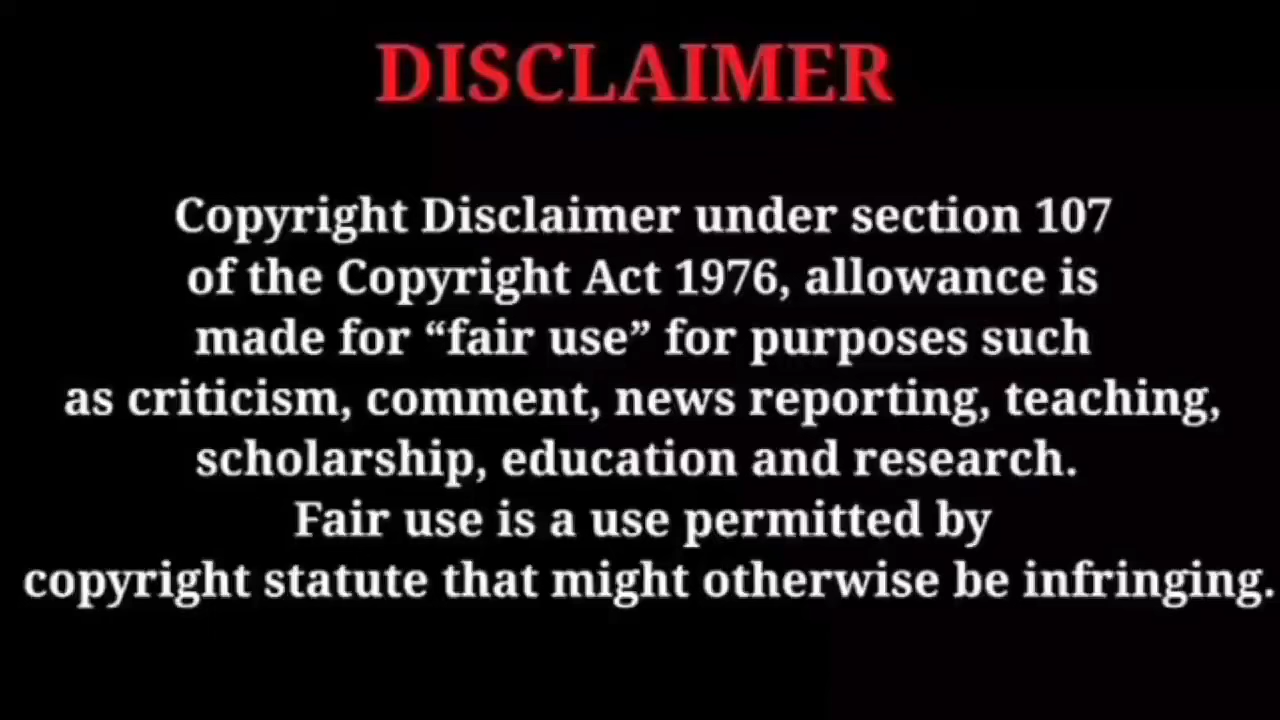 DISCLAIMER
Copyright Disclaimer under section 107
of the Copyright Act 1976, allowance is
made for “fair use” for purposes such
as criticism, comment, news reporting, teaching,
scholarship, education and research.
Fair use is a use permitted by
copyright statute that might otherwise be infringing.